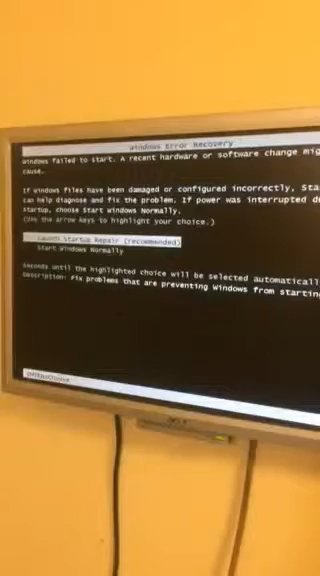 Windows Error Recovery
Windows failed to start. A recent hardware or software change mig
cause.
If Windows files have been damaged or configured incorrectly, Sta
can help diagnose and fix the problem. If power was interrupted d
startup, choose Start Windows Normally.
(Use the arrow keys to highlight your choice.)
Launch Startup Repair (recommended)
Start Windows Normally
Seconds until the highlighted choice will be selected automaticall
Description: Fix problems that are preventing Windows from startin
acer